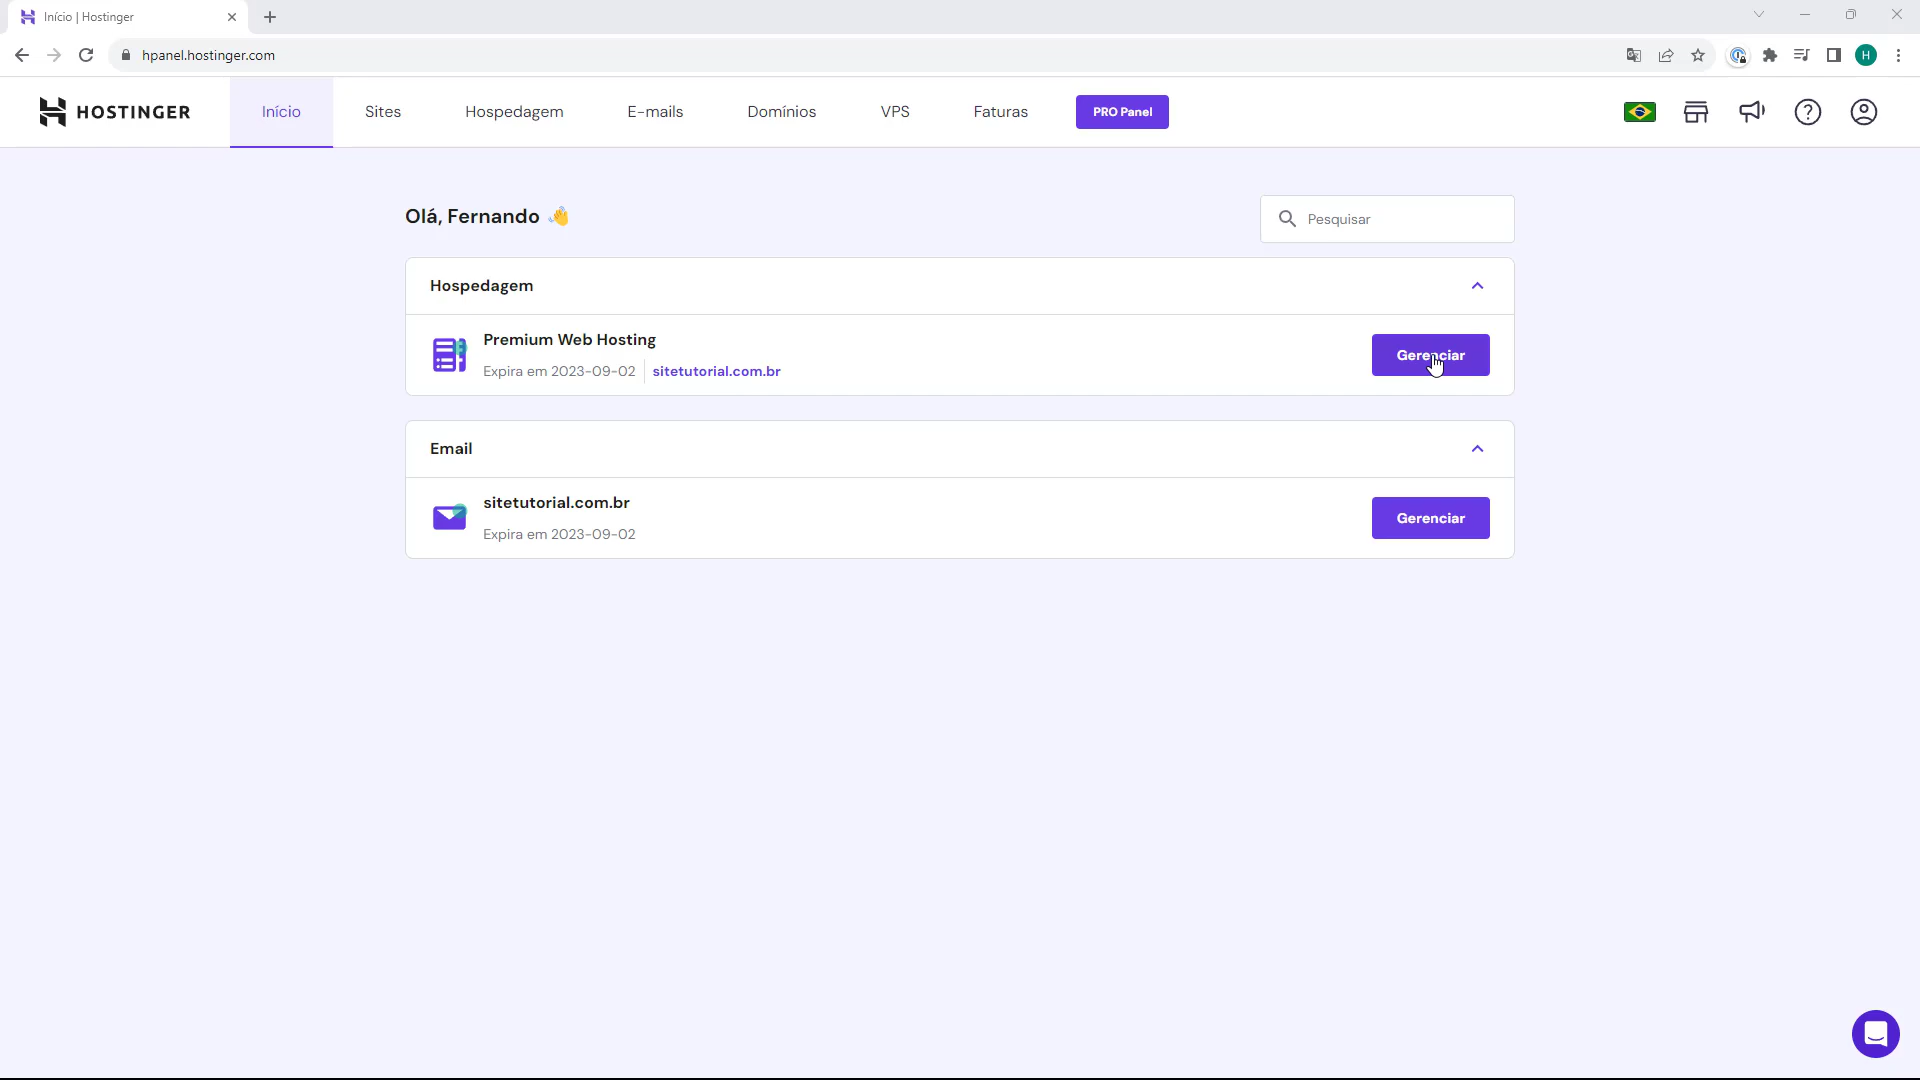 Início | Hostinger
hpanel.hostinger.com
H
HOSTINGER
Início
Sites
Hospedagem
E-mails
Domínios
VPS
Faturas
PRO Panel
Olá, Fernando 👋
Pesquisar
Hospedagem
Premium Web Hosting
Expira em 2023-09-02
sitetutorial.com.br
Gerenciar
Email
sitetutorial.com.br
Expira em 2023-09-02
Gerenciar